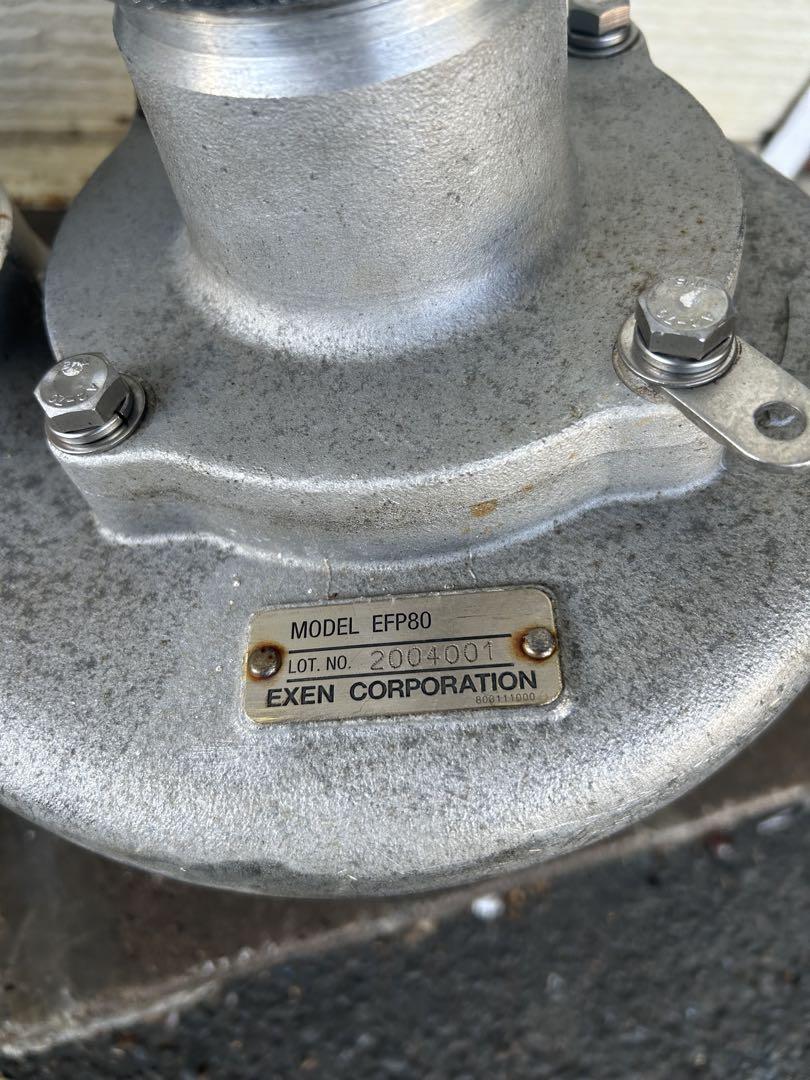 MODEL EFP80
LOT. NO. 2004001
EXEN CORPORATION